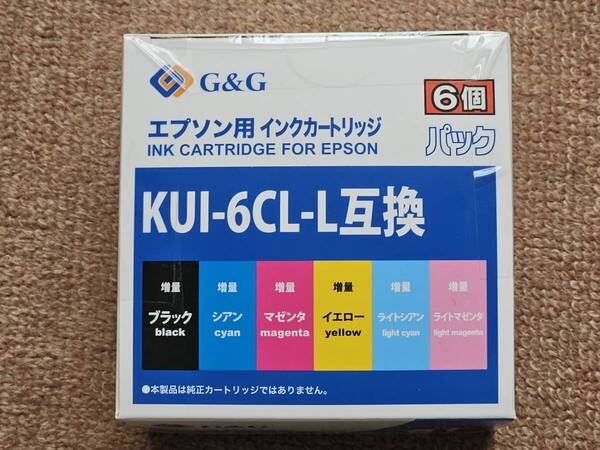 G&G
6個
パック
エプソン用 インクカートリッジ
INK CARTRIDGE FOR EPSON
KUI-6CL-L互換
増量 増量 増量 増量 増量 増量
ブラック シアン マゼンタ イエロー ライトシアン ライトマゼンタ
black cyan magenta yellow light cyan light magenta
●本製品は純正カートリッジではありません。
G&G